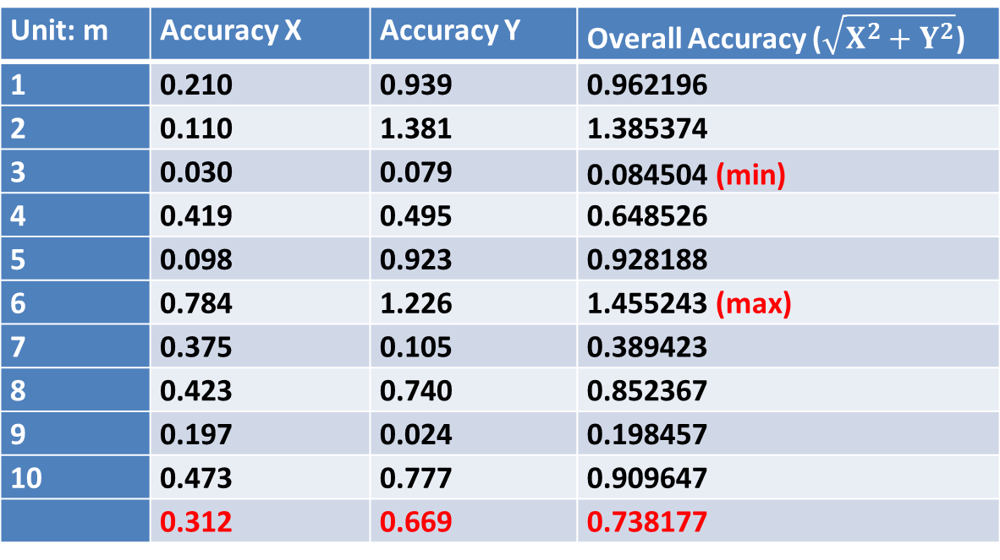 Unit: m Accuracy X Accuracy Y Overall Accuracy (√X² + Y²)
1 0.210 0.939 0.962196
2 0.110 1.381 1.385374
3 0.030 0.079 0.084504 (min)
4 0.419 0.495 0.648526
5 0.098 0.923 0.928188
6 0.784 1.226 1.455243 (max)
7 0.375 0.105 0.389423
8 0.423 0.740 0.852367
9 0.197 0.024 0.198457
10 0.473 0.777 0.909647
0.312 0.669 0.738177